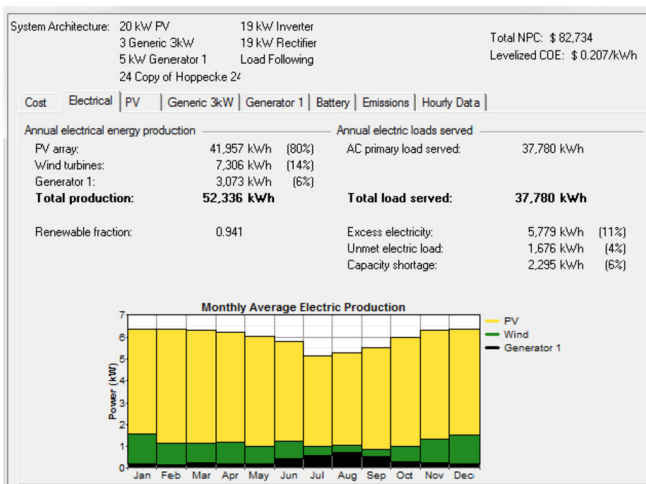 System Architecture: 20 kW PV 19 kW Inverter
3 Generic 3kW 19 kW Rectifier
5 kW Generator 1 Load Following
24 Copy of Hoppecke 24
Total NPC: $ 82,734
Levelized COE: $ 0.207/kWh
Cost Electrical PV Generic 3kW Generator 1 Battery Emissions Hourly Data
Annual electrical energy production
PV array: 41,957 kWh (80%)
Wind turbines: 7,306 kWh (14%)
Generator 1: 3,073 kWh (6%)
Total production: 52,336 kWh
Renewable fraction: 0.941
Annual electric loads served
AC primary load served: 37,780 kWh
Total load served: 37,780 kWh
Excess electricity: 5,779 kWh (11%)
Unmet electric load: 1,676 kWh (4%)
Capacity shortage: 2,295 kWh (6%)
Monthly Average Electric Production
Power (kW)
7
6
5
4
3
2
1
0
Jan Feb Mar Apr May Jun Jul Aug Sep Oct Nov Dec
PV
Wind
Generator 1